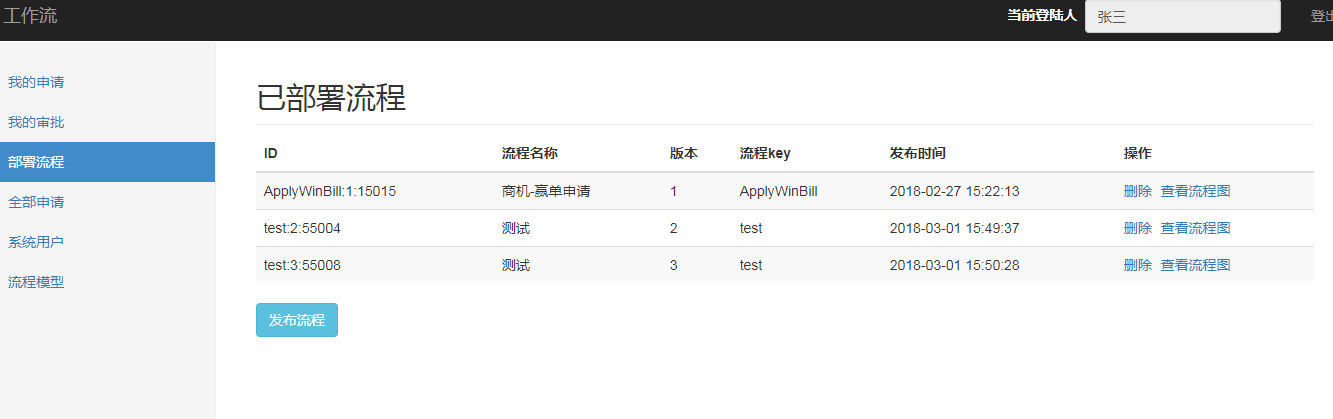 工作流 当前登陆人 张三 登出
我的申请
我的审批
部署流程
全部申请
系统用户
流程模型
已部署流程
ID 流程名称 版本 流程key 发布时间 操作
ApplyWinBill:1:15015 商机-赢单申请 1 ApplyWinBill 2018-02-27 15:22:13 删除 查看流程图
test:2:55004 测试 2 test 2018-03-01 15:49:37 删除 查看流程图
test:3:55008 测试 3 test 2018-03-01 15:50:28 删除 查看流程图
发布流程